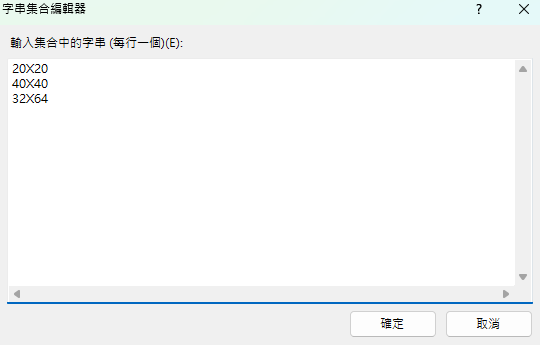 字串集合編輯器
?
輸入集合中的字串 (每行一個)(E):
20X20
40X40
32X64
確定
取消